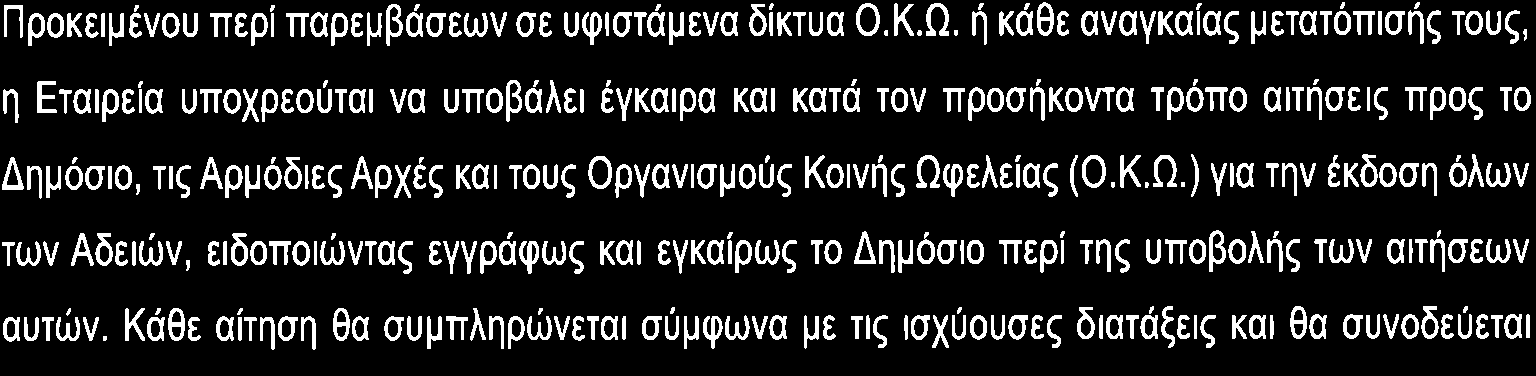 Προκειμένου περί παρεμβάσεων σε υφιστάμενα δίκτυα Ο.Κ.Ω. ή κάθε αναγκαίας μετατόπισής τους,
η Εταιρεία υποχρεούται να υποβάλει έγκαιρα και κατά τον προσήκοντα τρόπο αιτήσεις προς το
Δημόσιο, τις Αρμόδιες Αρχές και τους Οργανισμούς Κοινής Ωφελείας (Ο.Κ.Ω.) για την έκδοση όλων
των Αδειών, ειδοποιώντας εγγράφως και εγκαίρως το Δημόσιο περί της υποβολής των αιτήσεων
αυτών. Κάθε αίτηση θα συμπληρώνεται σύμφωνα με τις ισχύουσες διατάξεις και θα συνοδεύεται